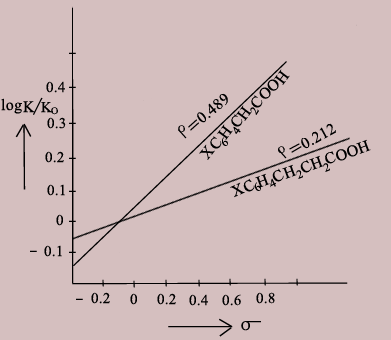 0.4
logK/K₀
0.3
0.2
0.1
0
- 0.1
ρ=0.489
XC₆H₄CH₂COOH
ρ=0.212
XC₆H₄CH₂CH₂COOH
- 0.2 0 0.2 0.4 0.6 0.8
σ